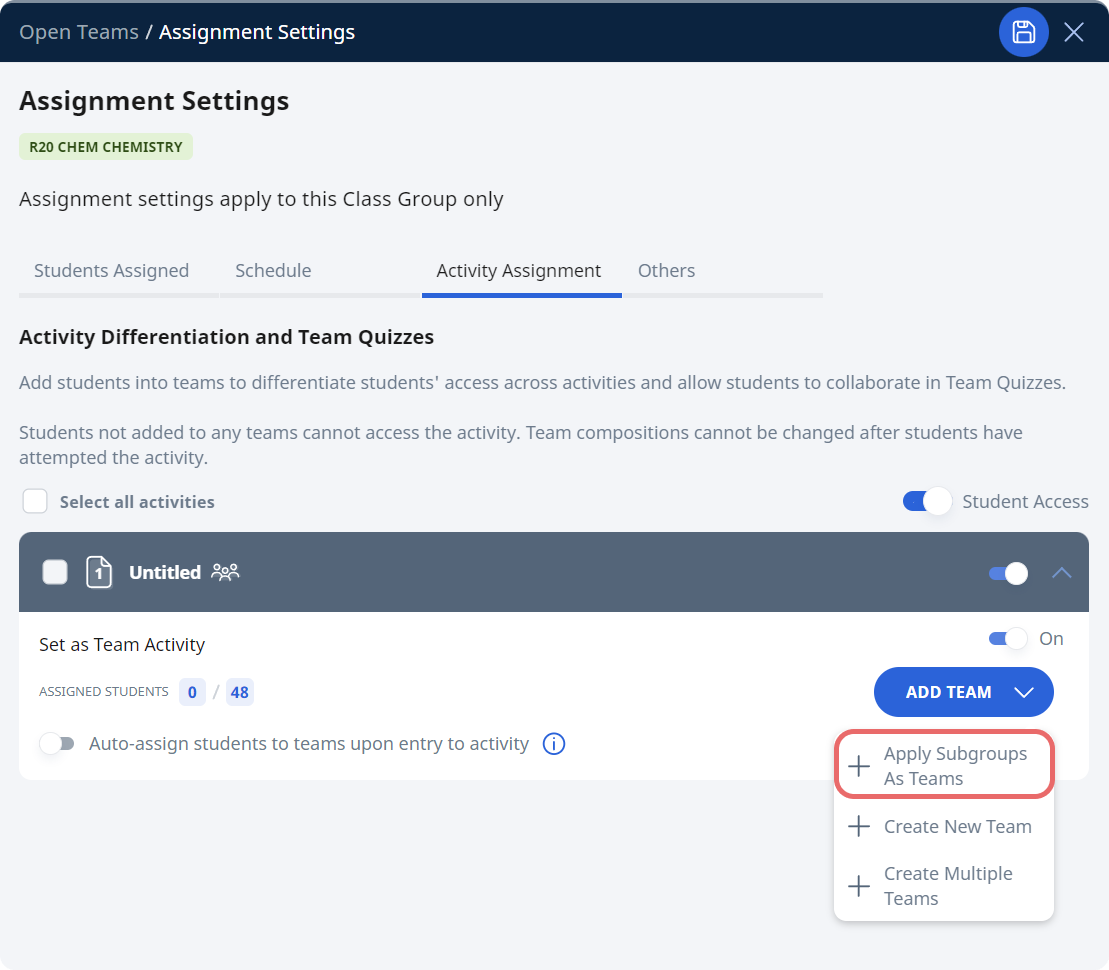 Open Teams / Assignment Settings
Assignment Settings
R20 CHEM CHEMISTRY
Assignment settings apply to this Class Group only
Students Assigned
Schedule
Activity Assignment
Others
Activity Differentiation and Team Quizzes
Add students into teams to differentiate students' access across activities and allow students to collaborate in Team Quizzes.
Students not added to any teams cannot access the activity. Team compositions cannot be changed after students have
attempted the activity.
Select all activities
Student Access
1
Untitled
Set as Team Activity
On
ASSIGNED STUDENTS 0 / 48
ADD TEAM
Auto-assign students to teams upon entry to activity
Apply Subgroups
As Teams
Create New Team
Create Multiple
Teams